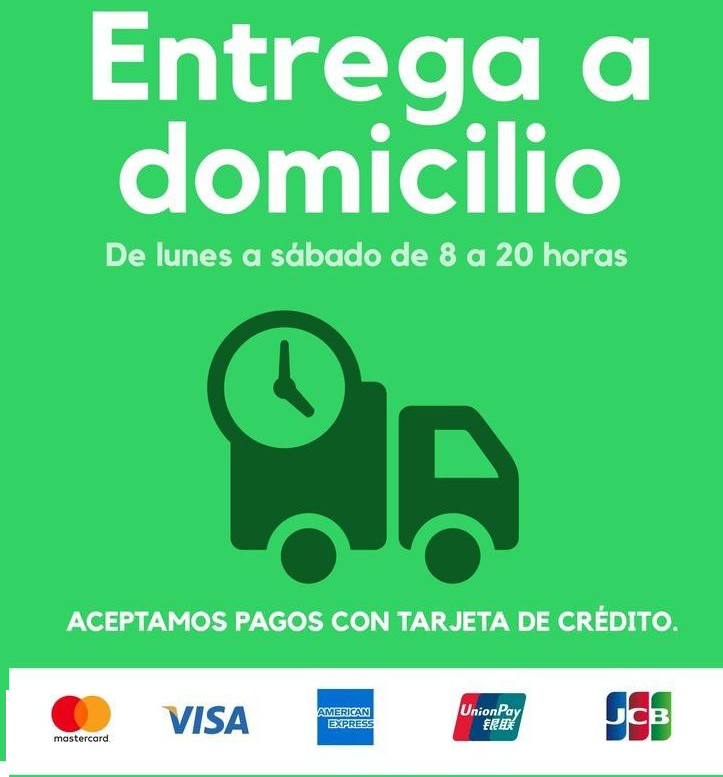 Entrega a
domicilio
De lunes a sábado de 8 a 20 horas
ACEPTAMOS PAGOS CON TARJETA DE CRÉDITO.
mastercard
VISA
AMERICAN
EXPRESS
UnionPay
银联
JCB